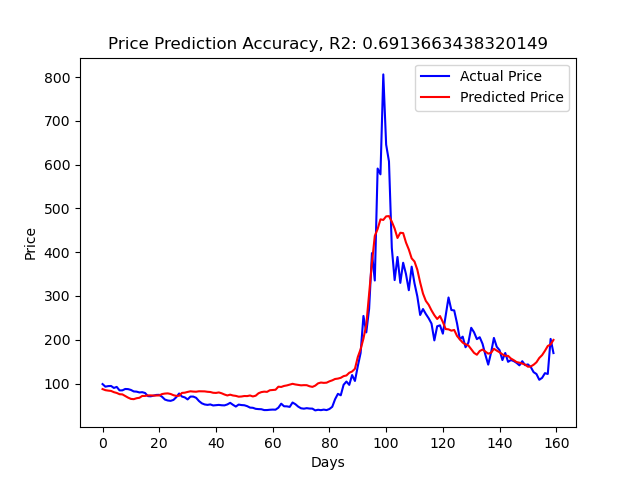 Price Prediction Accuracy, R2: 0.6913663438320149
Actual Price
Predicted Price
800
700
600
500
400
300
200
100
Price
0 20 40 60 80 100 120 140 160
Days